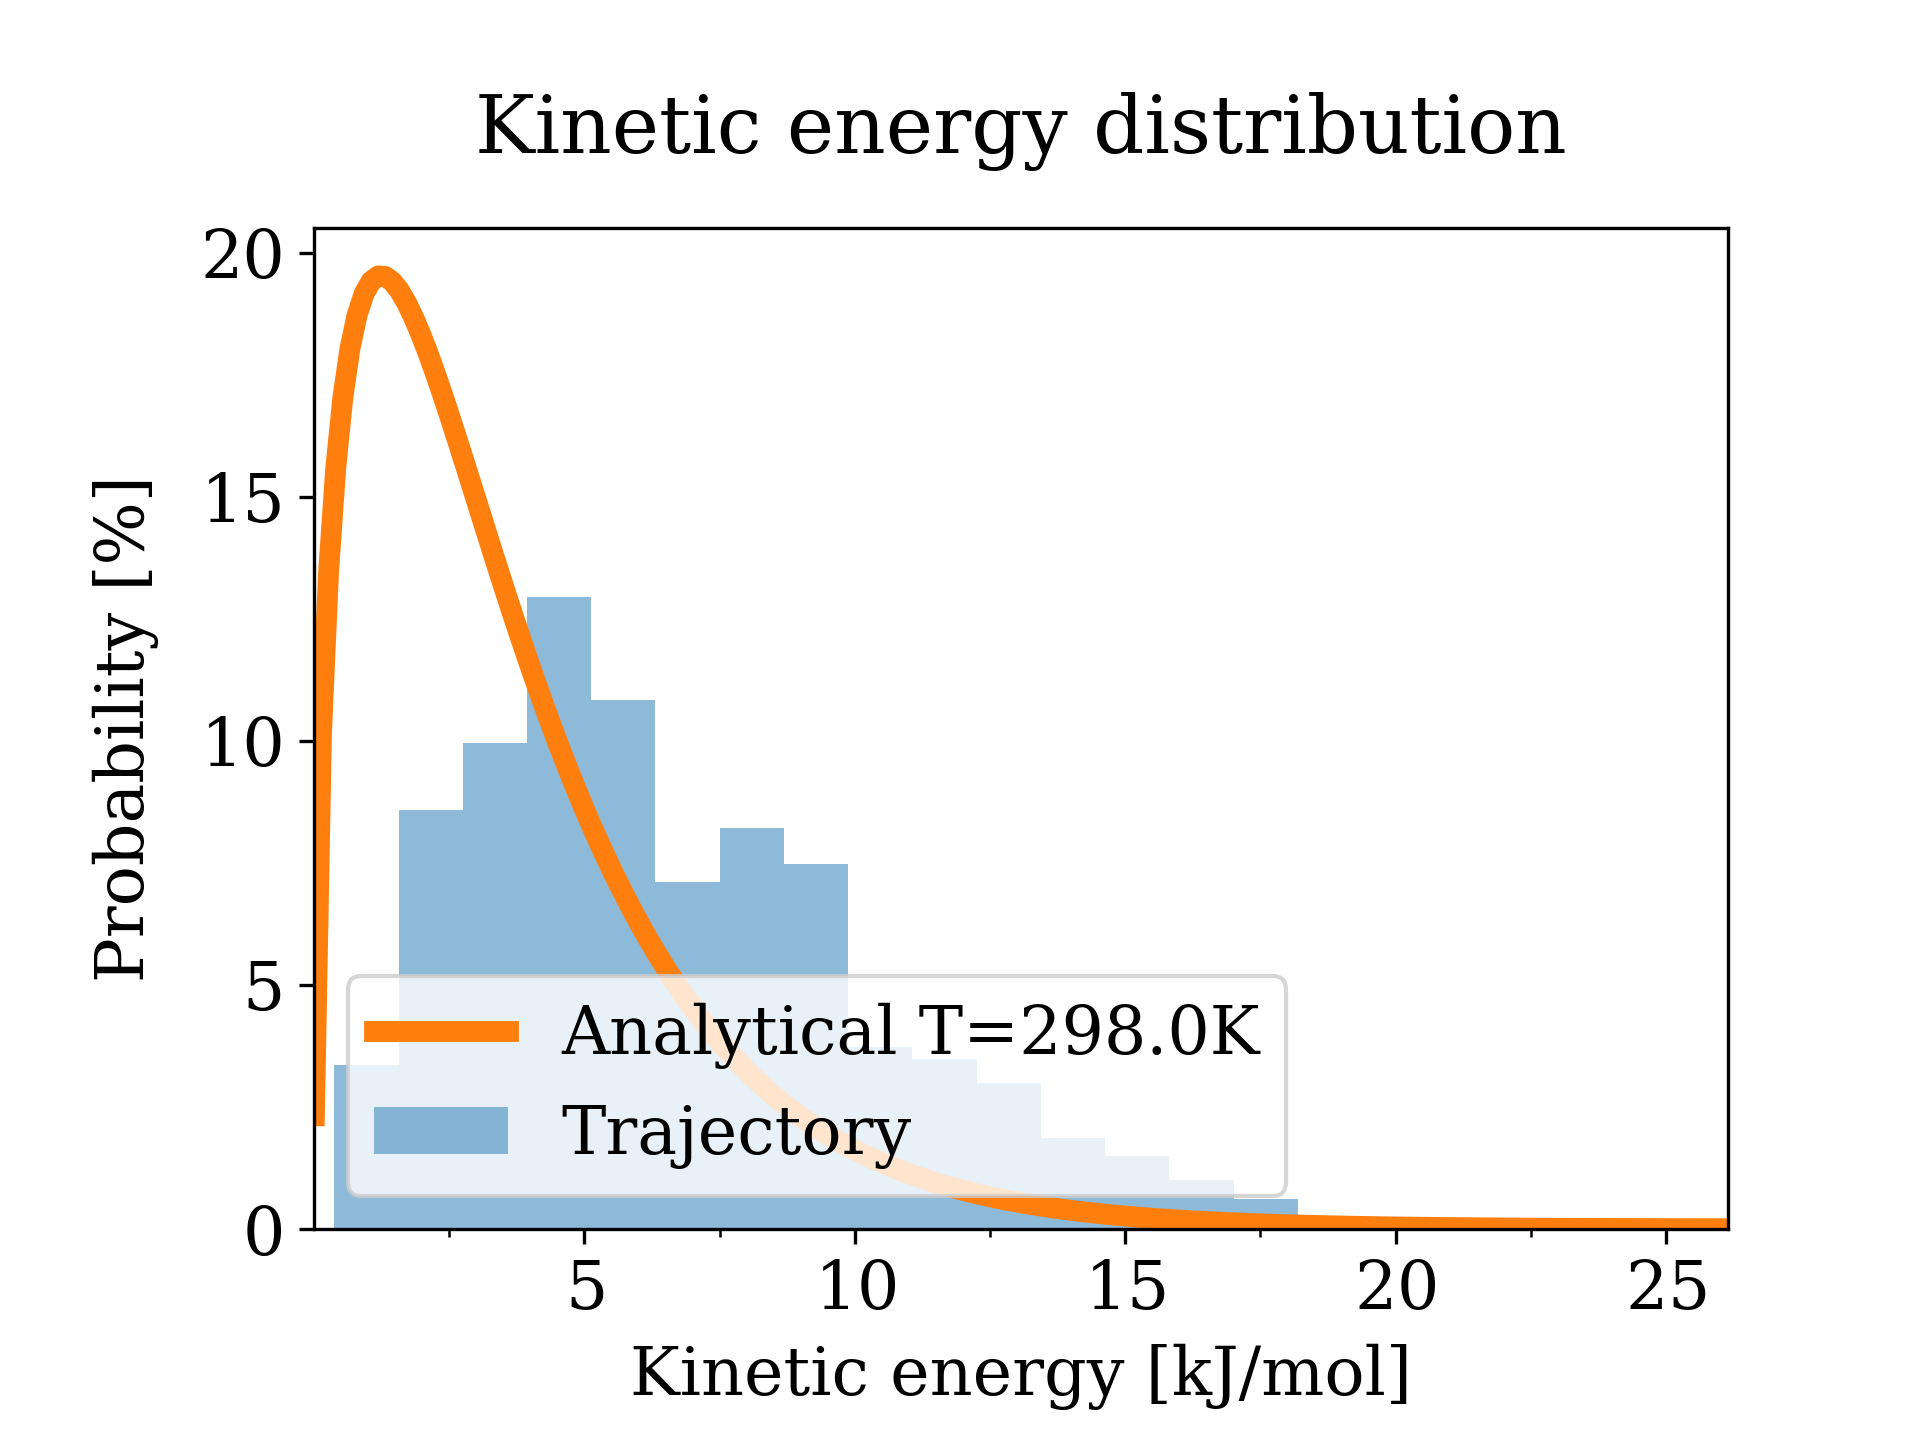 Kinetic energy distribution
20
15
10
5
0
Probability [%]
Analytical T=298.0K
Trajectory
5 10 15 20 25
Kinetic energy [kJ/mol]